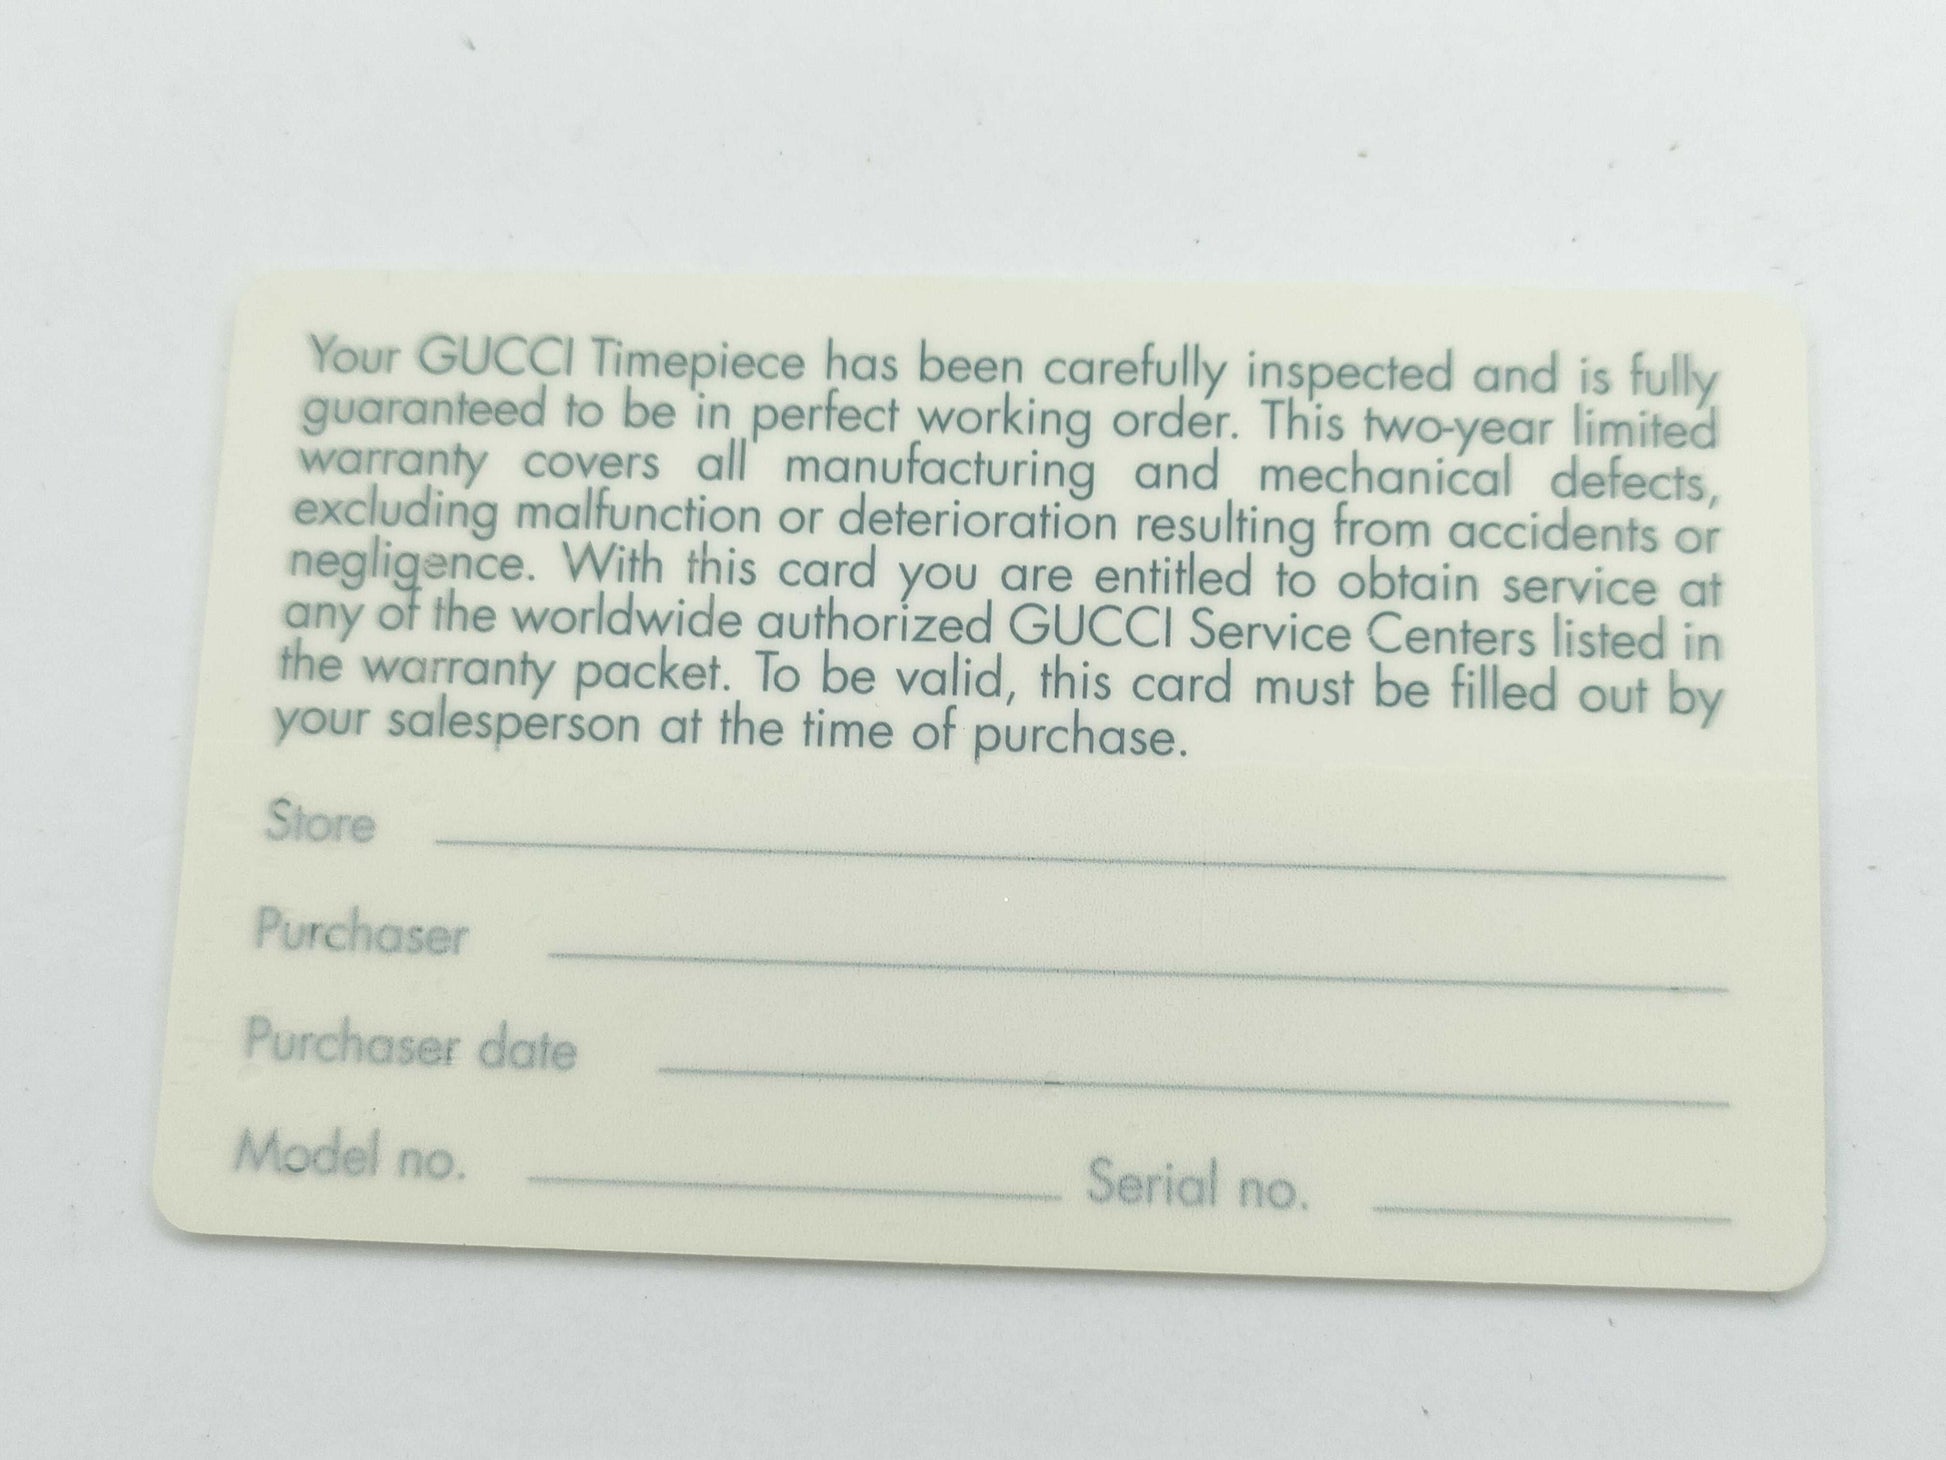 Your GUCCI Timepiece has been carefully inspected and is fully
guaranteed to be in perfect working order. This two-year limited
warranty covers all manufacturing and mechanical defects,
excluding malfunction or deterioration resulting from accidents or
negligence. With this card you are entitled to obtain service at
any of the worldwide authorized GUCCI Service Centers listed in
the warranty packet. To be valid, this card must be filled out by
your salesperson at the time of purchase.
Store
Purchaser
Purchaser date
Model no. Serial no.